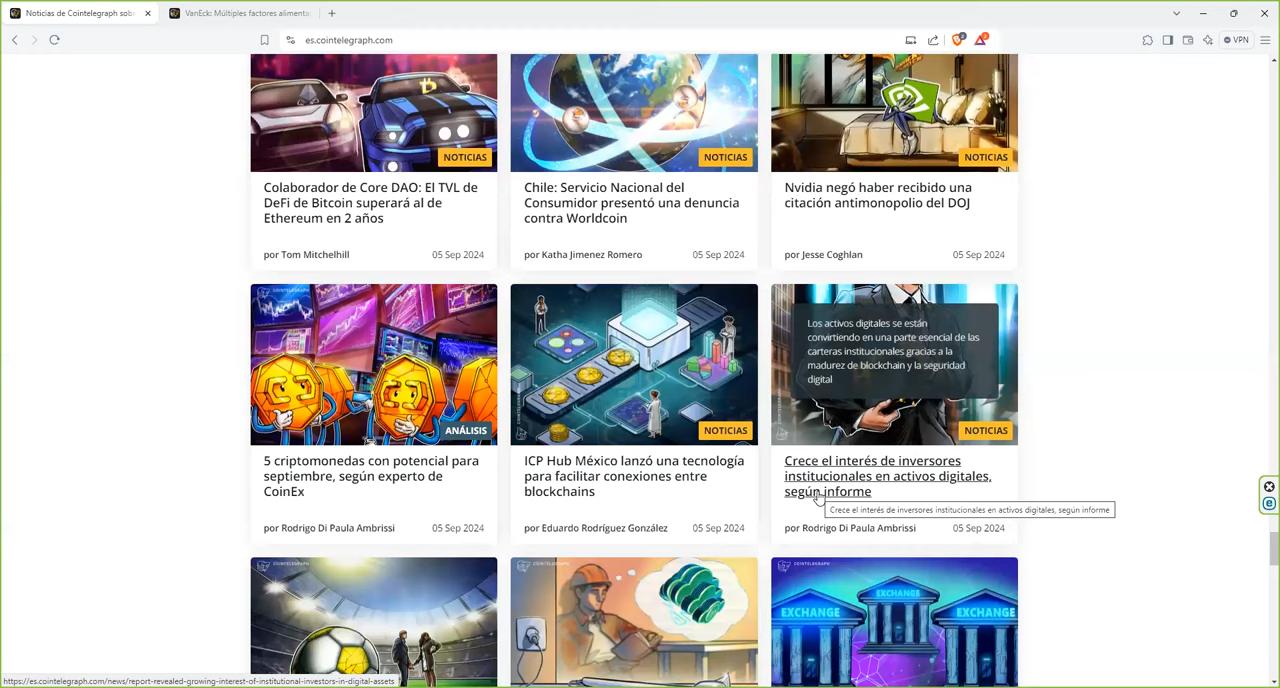 Noticias de Cointelegraph sob
VanEck: Múltiples factores alimenta
es.cointelegraph.com
VPN
NOTICIAS
NOTICIAS
NOTICIAS
Colaborador de Core DAO: El TVL de
DeFi de Bitcoin superará al de
Ethereum en 2 años
por Tom Mitchelhill
05 Sep 2024
Chile: Servicio Nacional del
Consumidor presentó una denuncia
contra Worldcoin
por Katha Jimenez Romero
05 Sep 2024
Nvidia negó haber recibido una
citación antimonopolio del DOJ
por Jesse Coghlan
05 Sep 2024
COINTELEGRAPH
ANÁLISIS
5 criptomonedas con potencial para
septiembre, según experto de
CoinEx
por Rodrigo Di Paula Ambrissi
05 Sep 2024
COINTELEGRAPH
NOTICIAS
ICP Hub México lanzó una tecnología
para facilitar conexiones entre
blockchains
por Eduardo Rodríguez González
05 Sep 2024
Los activos digitales se están
convirtiendo en una parte esencial de las
carteras institucionales gracias a la
madurez de blockchain y la seguridad
digital
NOTICIAS
Crece el interés de inversores
institucionales en activos digitales,
según informe
Crece el interés de inversores institucionales en activos digitales, según informe
por Rodrigo Di Paula Ambrissi
05 Sep 2024
COINTELEGRAPH
COINTELEGRAPH
COINTELEGRAPH
EXCHANGE
EXCHANGE
EXCHANGE
https://es.cointelegraph.com/news/report-revealed-growing-interest-of-institutional-investors-in-digital-assets